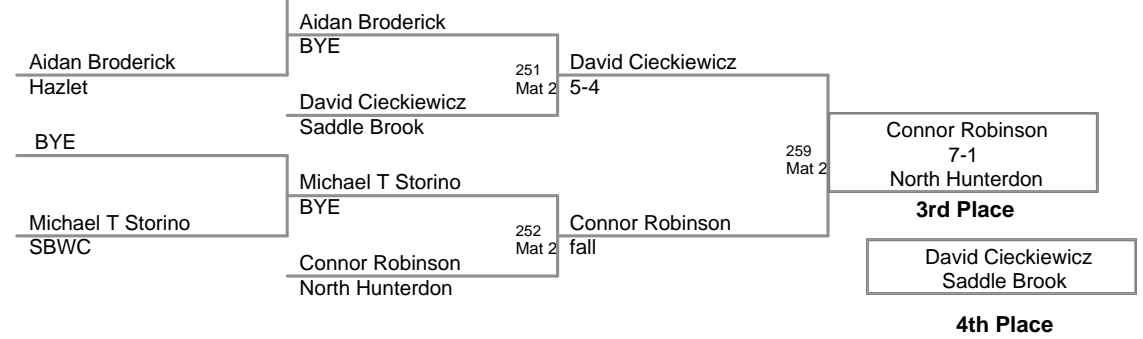 Aidan Broderick
BYE
Aidan Broderick
Hazlet
251
Mat 2
David Cieckiewicz
5-4
David Cieckiewicz
Saddle Brook
BYE
Connor Robinson
7-1
North Hunterdon
259
Mat 2
3rd Place
Michael T Storino
BYE
Michael T Storino
SBWC
252
Mat 2
Connor Robinson
fall
Connor Robinson
North Hunterdon
David Cieckiewicz
Saddle Brook
4th Place